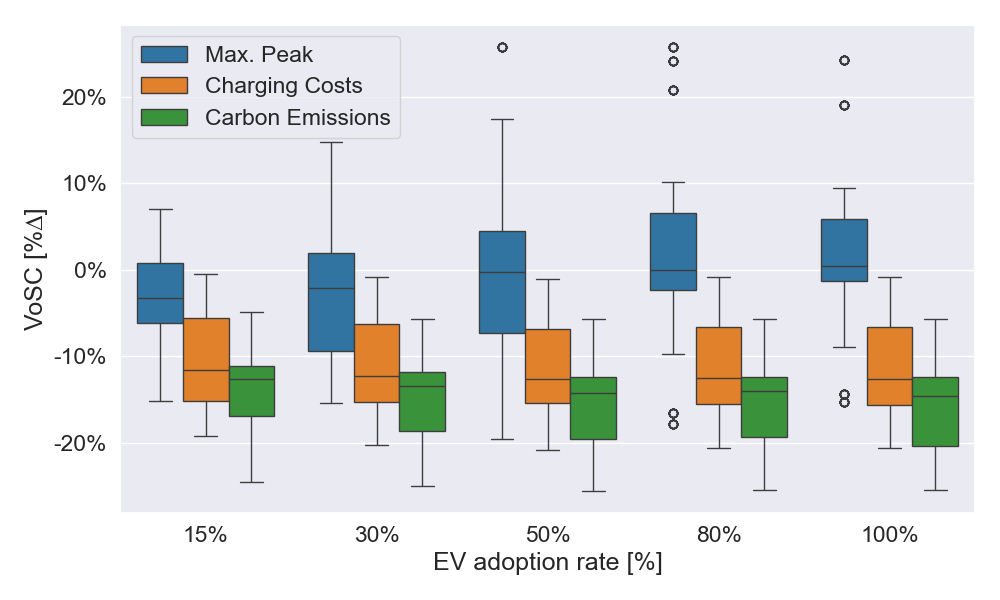 Max. Peak
Charging Costs
Carbon Emissions
20%
10%
0%
-10%
-20%
VoSC [%Δ]
15% 30% 50% 80% 100%
EV adoption rate [%]